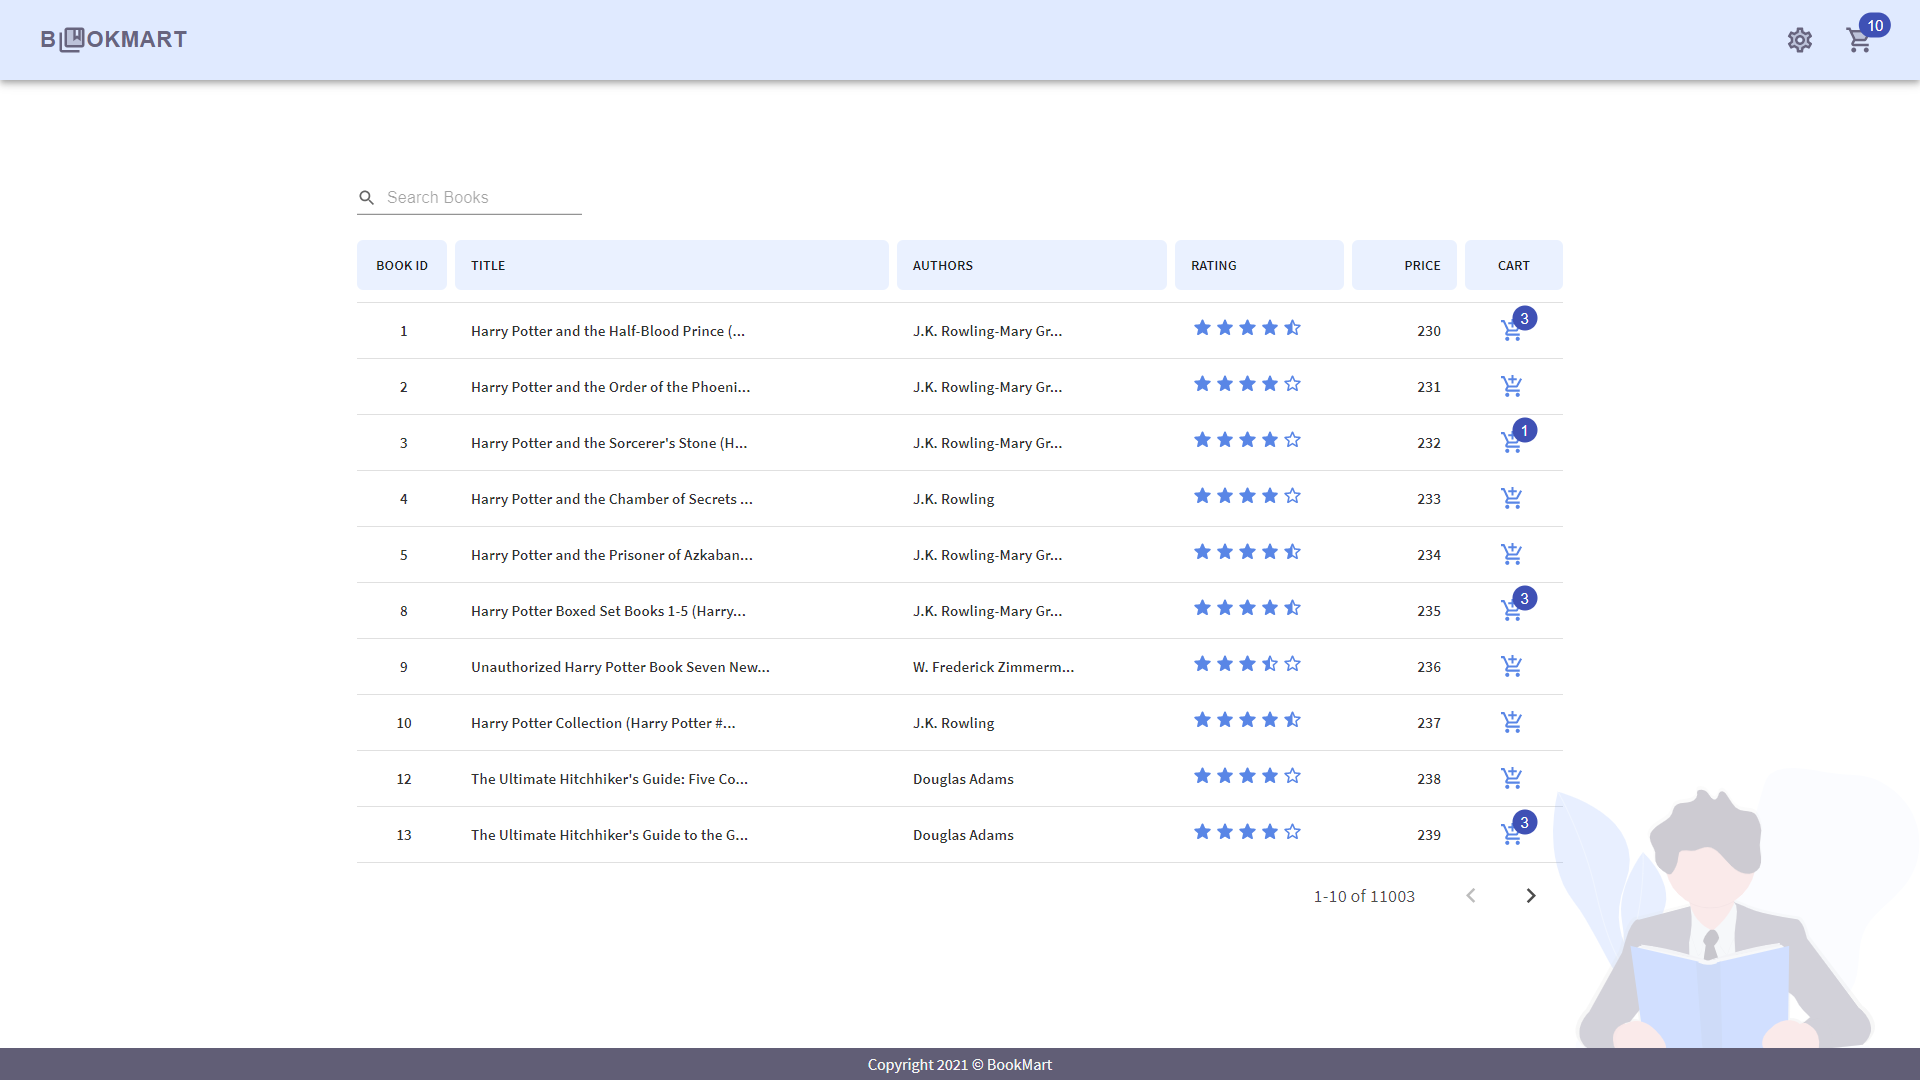 BOOKMART
10
Search Books
BOOK ID TITLE AUTHORS RATING PRICE CART
1 Harry Potter and the Half-Blood Prince (... J.K. Rowling-Mary Gr... 230 3
2 Harry Potter and the Order of the Phoeni... J.K. Rowling-Mary Gr... 231
3 Harry Potter and the Sorcerer's Stone (H... J.K. Rowling-Mary Gr... 232 1
4 Harry Potter and the Chamber of Secrets ... J.K. Rowling 233
5 Harry Potter and the Prisoner of Azkaban... J.K. Rowling-Mary Gr... 234
8 Harry Potter Boxed Set Books 1-5 (Harry... J.K. Rowling-Mary Gr... 235 3
9 Unauthorized Harry Potter Book Seven New... W. Frederick Zimmerm... 236
10 Harry Potter Collection (Harry Potter #... J.K. Rowling 237
12 The Ultimate Hitchhiker's Guide: Five Co... Douglas Adams 238
13 The Ultimate Hitchhiker's Guide to the G... Douglas Adams 239 3
1-10 of 11003
Copyright 2021 © BookMart